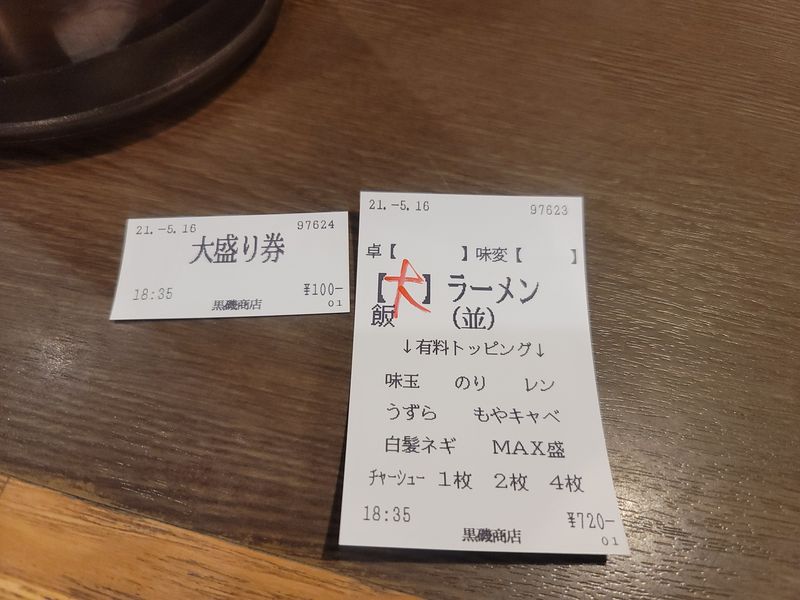 21.-5.16 97624
大盛り券
18:35 ¥100-
黒磯商店 01
21.-5.16 97623
卓【 】味変【 】
【大】ラーメン
飯 (並)
↓有料トッピング↓
味玉 のり レン
うずら もやキャベ
白髪ネギ MAX盛
ﾁｬｰｼｭｰ 1枚 2枚 4枚
18:35 ¥720-
黒磯商店 01